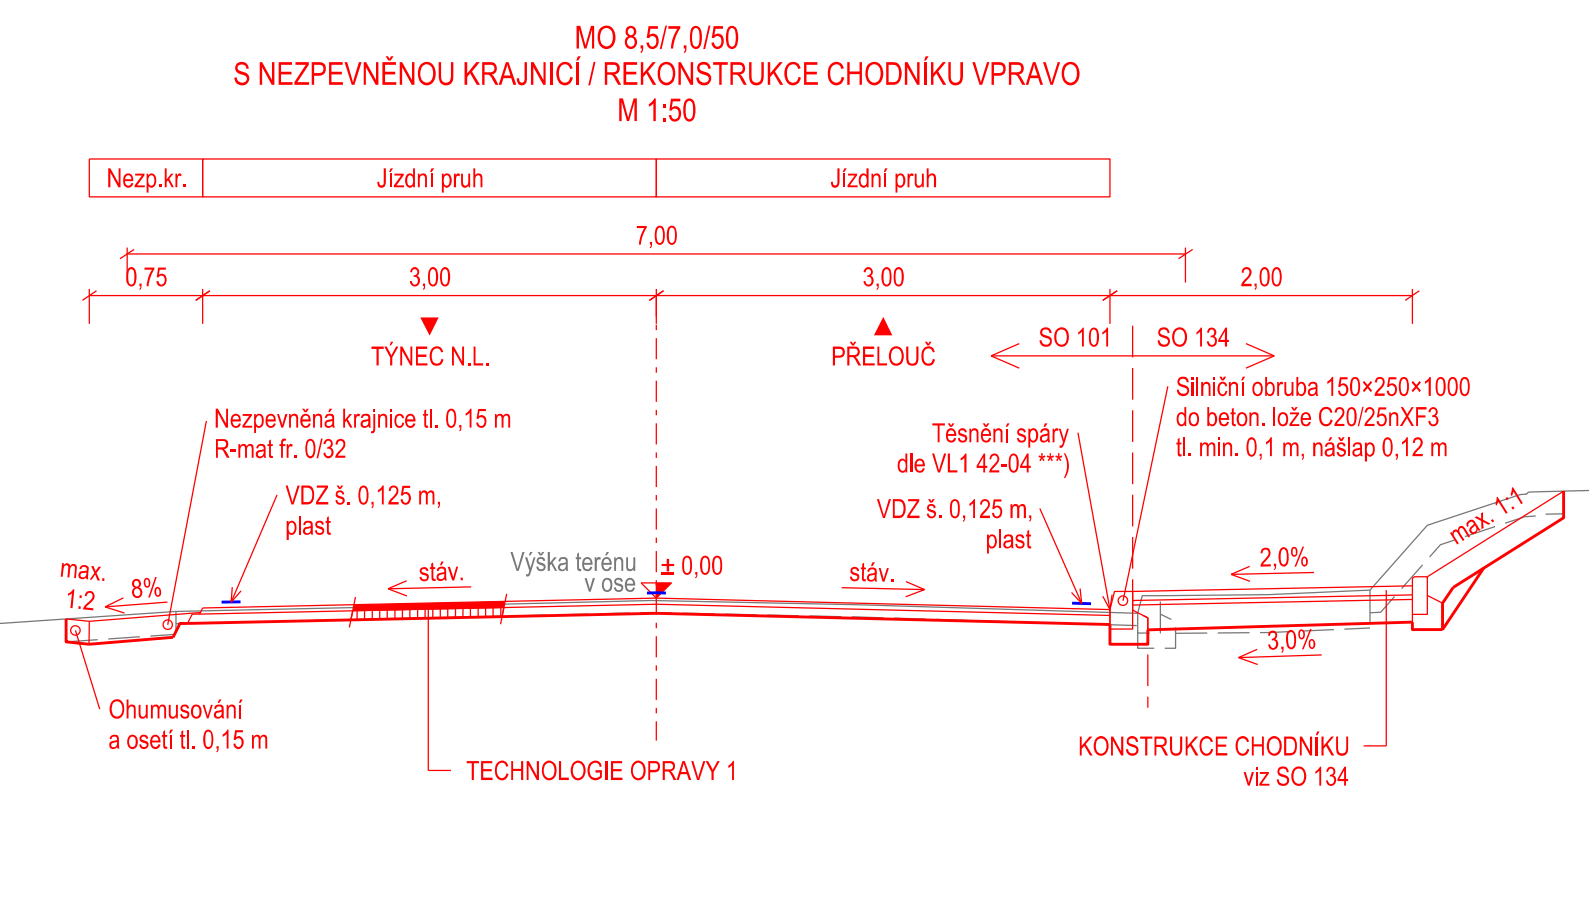 MO 8,5/7,0/50
S NEZPEVNĚNOU KRAJNICÍ / REKONSTRUKCE CHODNÍKU VPRAVO
M 1:50
Nezp.kr.
Jízdní pruh
Jízdní pruh
7,00
0,75
3,00
3,00
2,00
TÝNEC N.L.
PŘELOUČ
SO 101
SO 134
Silniční obruba 150×250×1000
do beton. lože C20/25nXF3
tl. min. 0,1 m, nášlap 0,12 m
Nezpevněná krajnice tl. 0,15 m
R-mat fr. 0/32
Těsnění spáry
dle VL1 42-04 ***)
VDZ š. 0,125 m,
plast
VDZ š. 0,125 m,
plast
max. 1:1
Výška terénu
v ose
± 0,00
max.
1:2
8%
stáv.
stáv.
2,0%
3,0%
Ohumusování
a osetí tl. 0,15 m
TECHNOLOGIE OPRAVY 1
KONSTRUKCE CHODNÍKU
viz SO 134